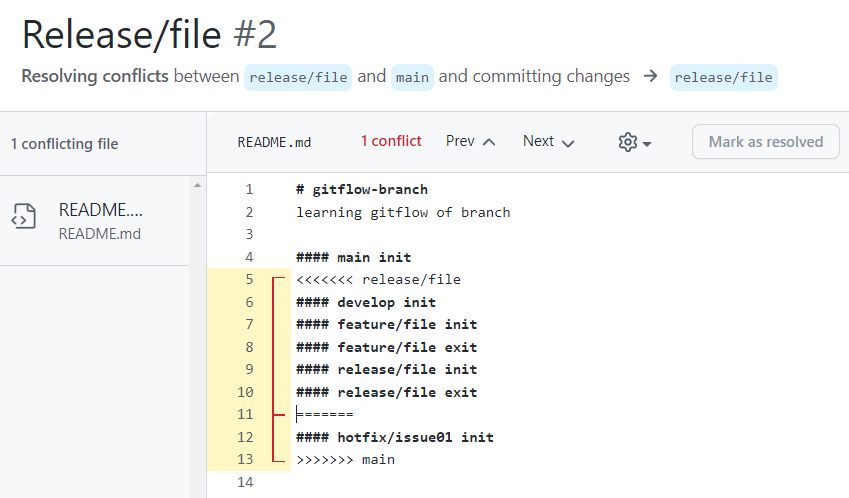 Release/file #2
Resolving conflicts between release/file and main and committing changes → release/file
1 conflicting file
README.md 1 conflict Prev Next Mark as resolved
README....
README.md
1 # gitflow-branch
2 learning gitflow of branch
3
4 #### main init
5 <<<<<<< release/file
6 #### develop init
7 #### feature/file init
8 #### feature/file exit
9 #### release/file init
10 #### release/file exit
11 =======
12 #### hotfix/issue01 init
13 >>>>>>> main
14